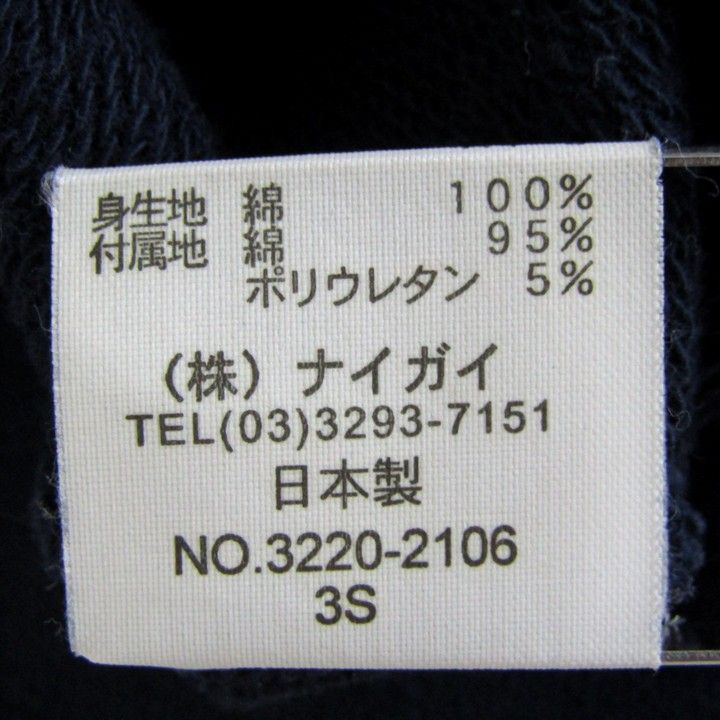 身生地 綿 100%
付属地 綿 95%
ポリウレタン 5%
(株) ナイガイ
TEL(03)3293-7151
日本製
NO.3220-2106
3S